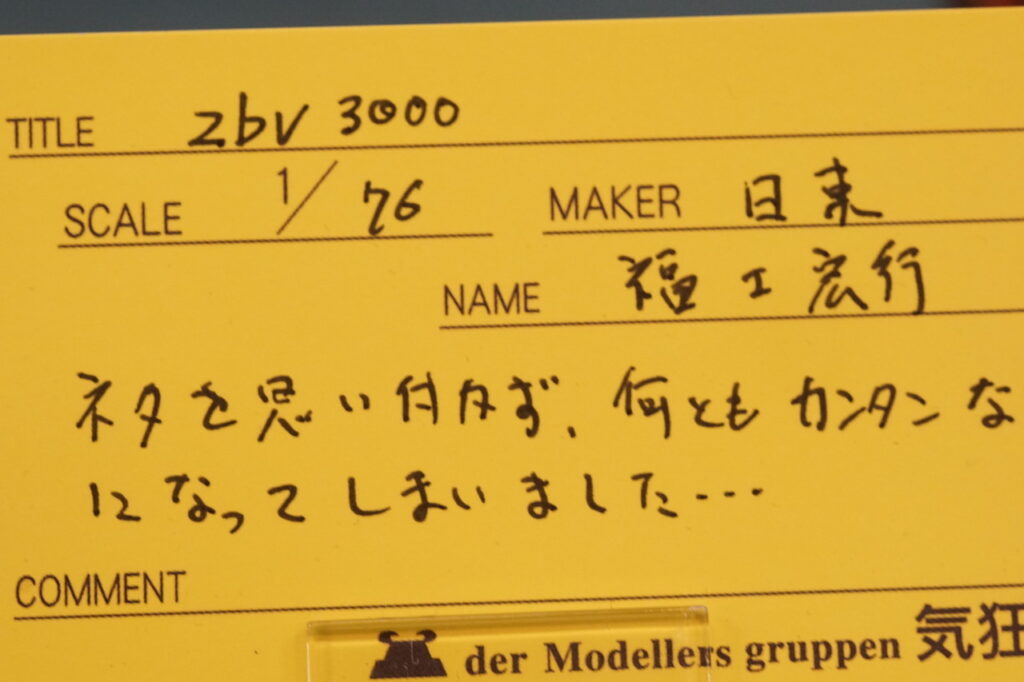 TITLE zbv 3000
SCALE 1/76 MAKER 日東
NAME 福工宏行
ネタを思い付けず、何ともカンタンな
になってしまいました…
COMMENT
der Modellers gruppen 気狂